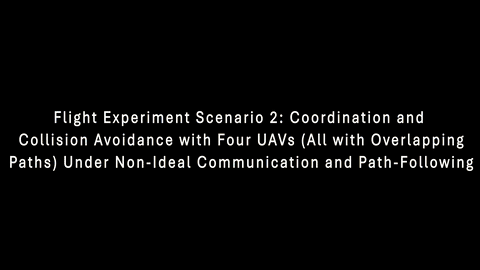 Flight Experiment Scenario 2: Coordination and
Collision Avoidance with Four UAVs (All with Overlapping
Paths) Under Non-Ideal Communication and Path-Following